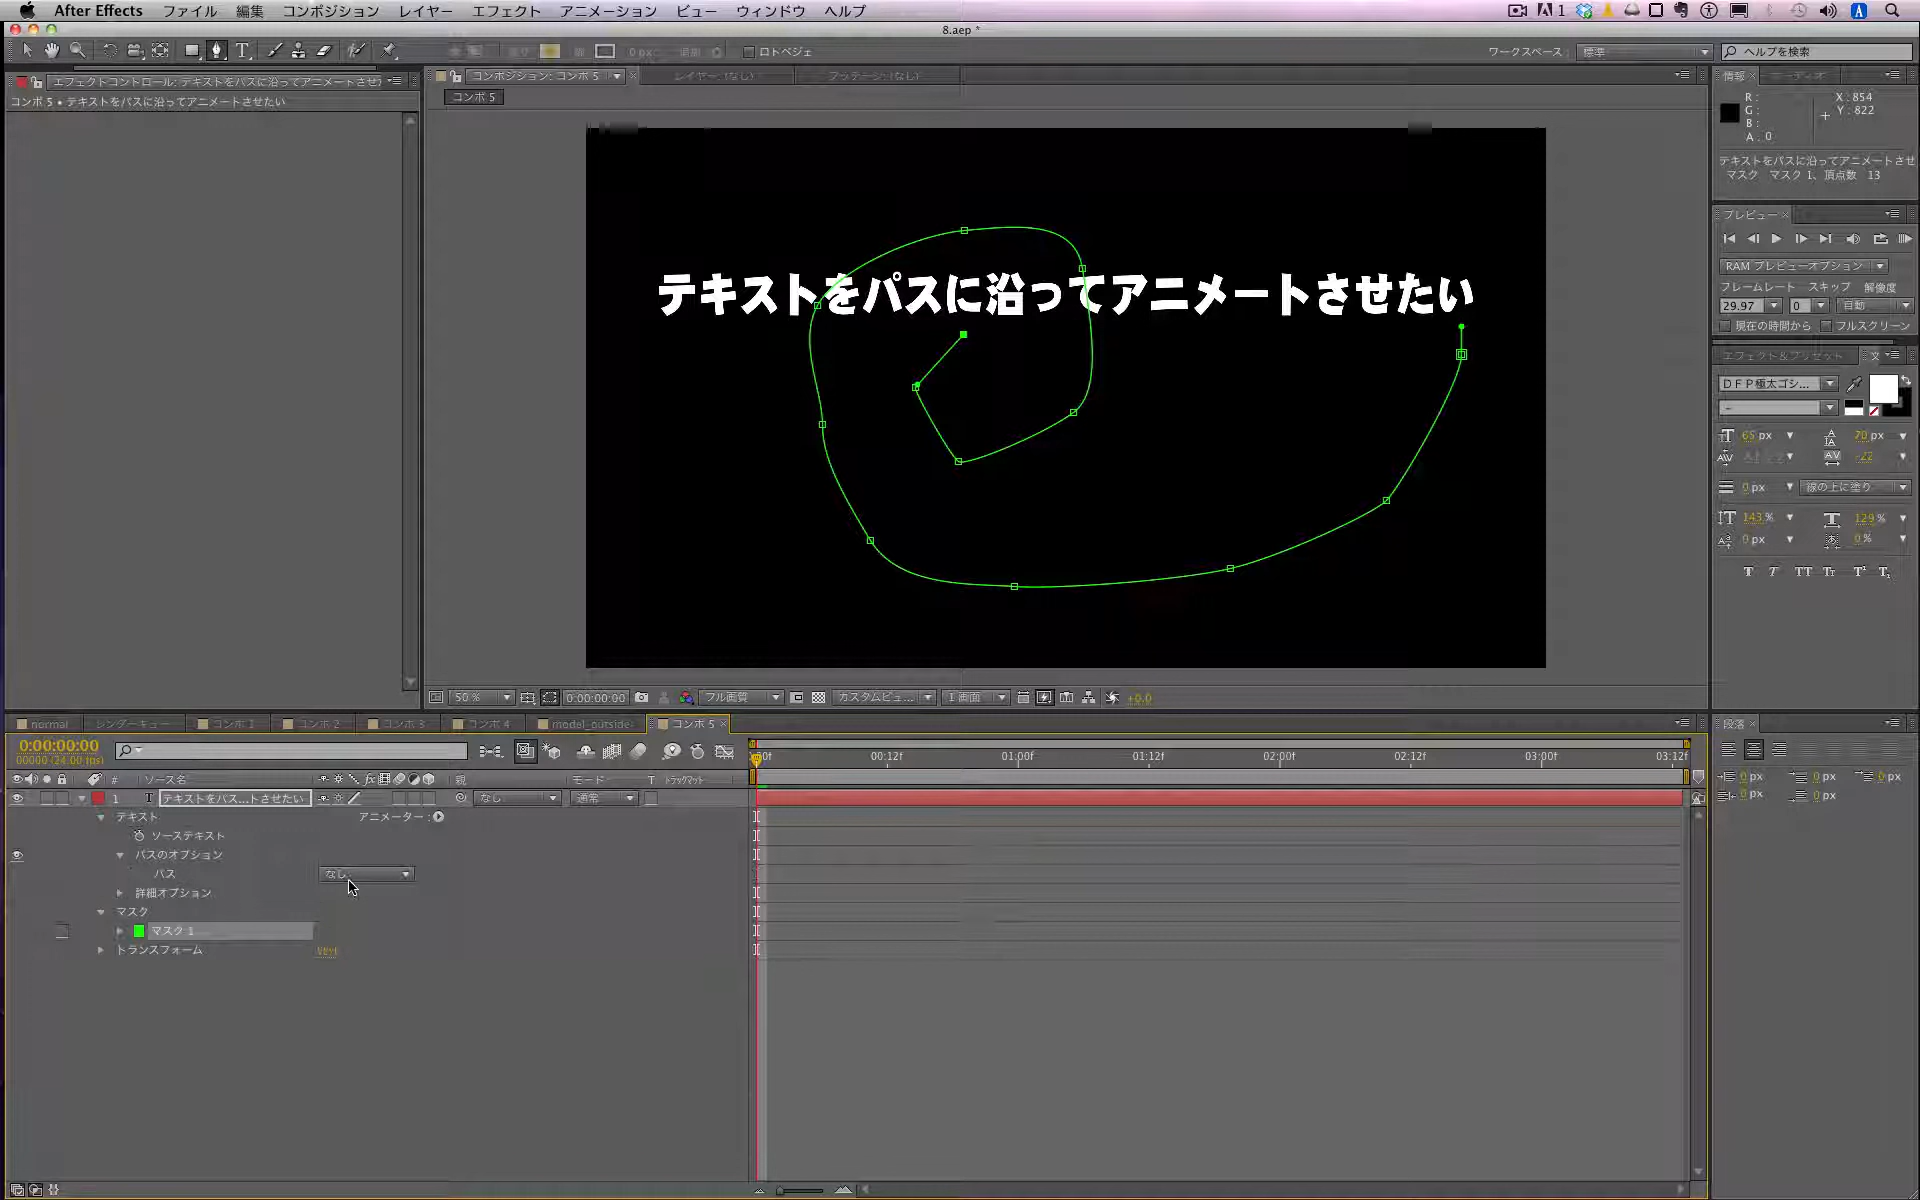 After Effects ファイル 編集 コンポジション レイヤー エフェクト アニメーション ビュー ウィンドウ ヘルプ
8.aep *
ロトベジェ
ワークスペース : 標準 ヘルプを検索
エフェクトコントロール: テキストをパスに沿ってアニメートさせ
コンポ 5 • テキストをパスに沿ってアニメートさせたい
コンポジション: コンポ 5
レイヤー: (なし)
フッテージ: (なし)
コンポ 5
情報
オーディオ
R :
G :
B :
A : 0
X : 854
Y : 822
テキストをパスに沿ってアニメートさせ
マスク マスク 1、頂点数 13
プレビュー
RAM プレビューオプション
フレームレート スキップ 解像度
29.97 0 自動
現在の時間から フルスクリーン
エフェクト&プリセット 文
DFP極太ゴシ...
-
65 px 70 px
-22
0 px 線の上に塗り
143 % 129 %
0 px 0 %
T T TT Tr T¹ T,
テキストをパスに沿ってアニメートさせたい
50 % 0:00:00:00 フル画質 カスタムビュ... 1 画面 +0.0
normal レンダーキュー コンポ 1 コンポ 2 コンポ 3 コンポ 4 model_outside コンポ 5
段落
0:00:00:00
00000 (24.00 fps)
00f 00:12f 01:00f 01:12f 02:00f 02:12f 03:00f 03:12f
# ソース名 親 モード T トラックマット
1 T テキストをパス...トさせたい なし 通常
テキスト アニメーター :
ソーステキスト
パスのオプション
パス なし
詳細オプション
マスク
マスク 1
トランスフォーム リセット
0 px 0 px 0 px
0 px 0 px